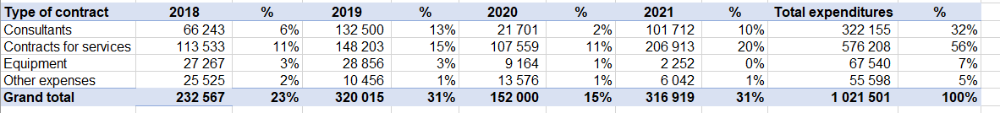 Type of contract 2018 % 2019 % 2020 % 2021 % Total expenditures %
Consultants 66 243 6% 132 500 13% 21 701 2% 101 712 10% 322 155 32%
Contracts for services 113 533 11% 148 203 15% 107 559 11% 206 913 20% 576 208 56%
Equipment 27 267 3% 28 856 3% 9 164 1% 2 252 0% 67 540 7%
Other expenses 25 525 2% 10 456 1% 13 576 1% 6 042 1% 55 598 5%
Grand total 232 567 23% 320 015 31% 152 000 15% 316 919 31% 1 021 501 100%